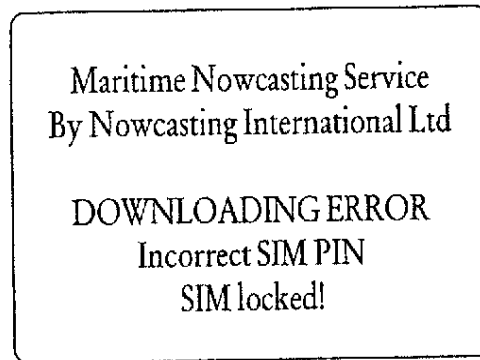 Maritime Nowcasting Service
By Nowcasting International Ltd
DOWNLOADING ERROR
Incorrect SIM PIN
SIM locked!